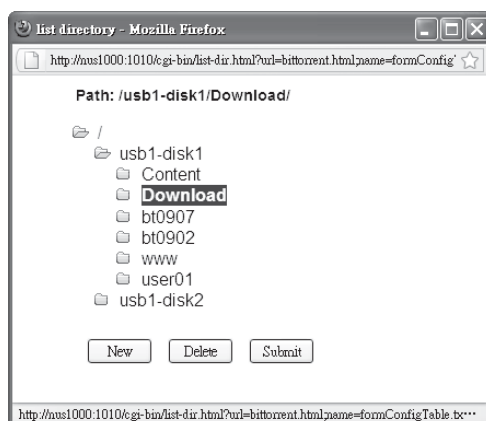 list directory - Mozilla Firefox
http://nus1000:1010/cgi-bin/list-dir.html?url=bittorrent.html;name=formConfig'
Path: /usb1-disk1/Download/
/
usb1-disk1
Content
Download
bt0907
bt0902
www
user01
usb1-disk2
New Delete Submit
http://nus1000:1010/cgi-bin/list-dir.html?url=bittorrent.html;name=formConfigTable.tx···